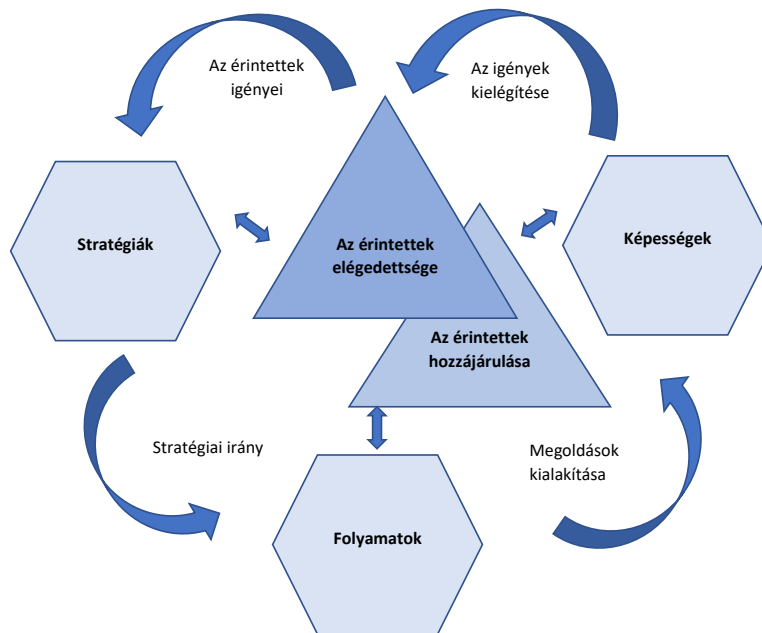 Az érintettek
igényei
Az igények
kielégítése
Stratégiák
Az érintettek
elégedettsége
Képességek
Az érintettek
hozzájárulása
Stratégiai irány
Megoldások
kialakítása
Folyamatok